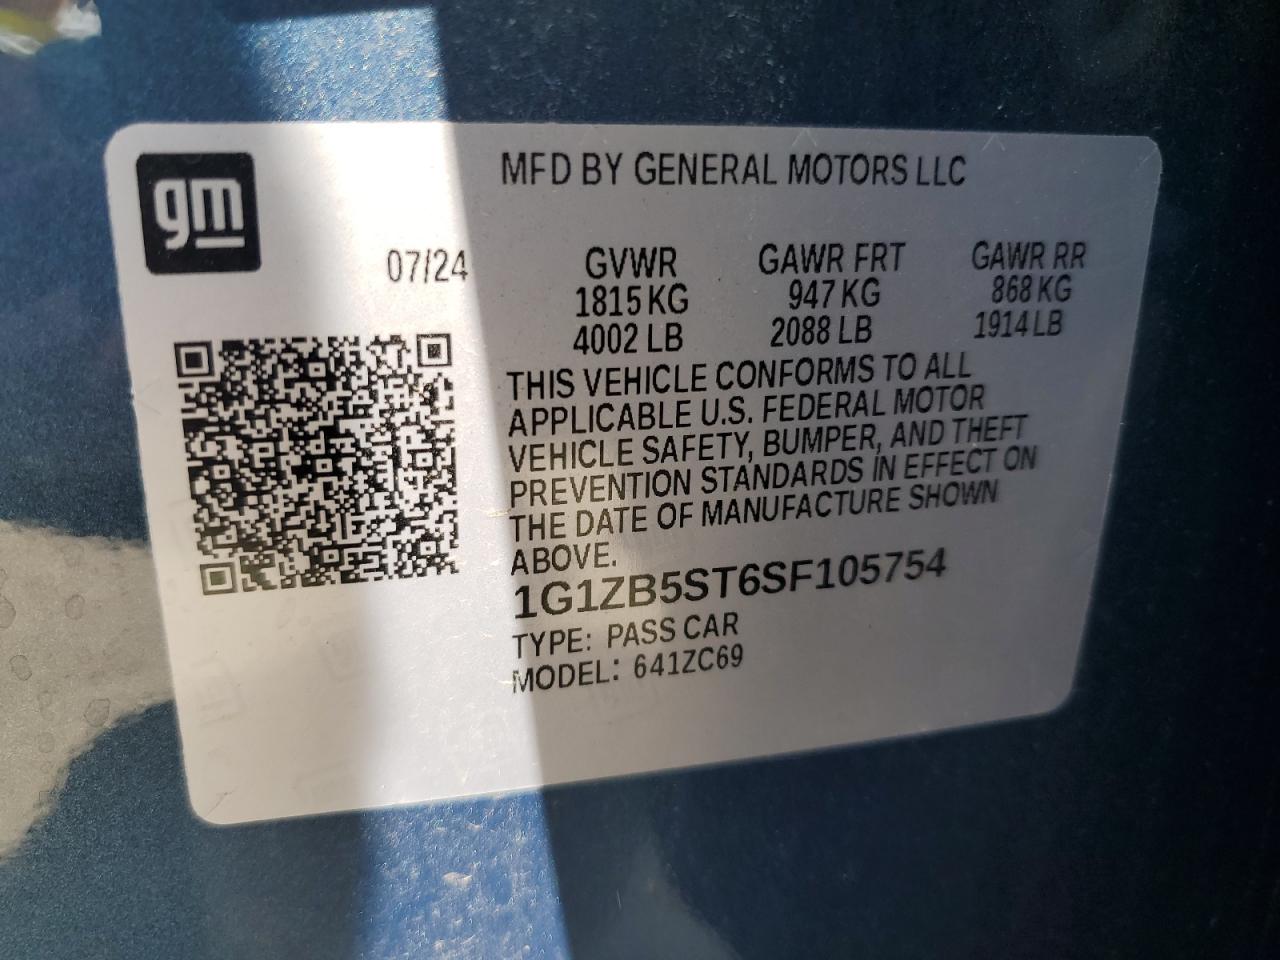 gm
MFD BY GENERAL MOTORS LLC
07/24
GVWR GAWR FRT GAWR RR
1815 KG 947 KG 868 KG
4002 LB 2088 LB 1914 LB
THIS VEHICLE CONFORMS TO ALL
APPLICABLE U.S. FEDERAL MOTOR
VEHICLE SAFETY, BUMPER, AND THEFT
PREVENTION STANDARDS IN EFFECT ON
THE DATE OF MANUFACTURE SHOWN
ABOVE.
1G1ZB5ST6SF105754
TYPE: PASS CAR
MODEL: 641ZC69